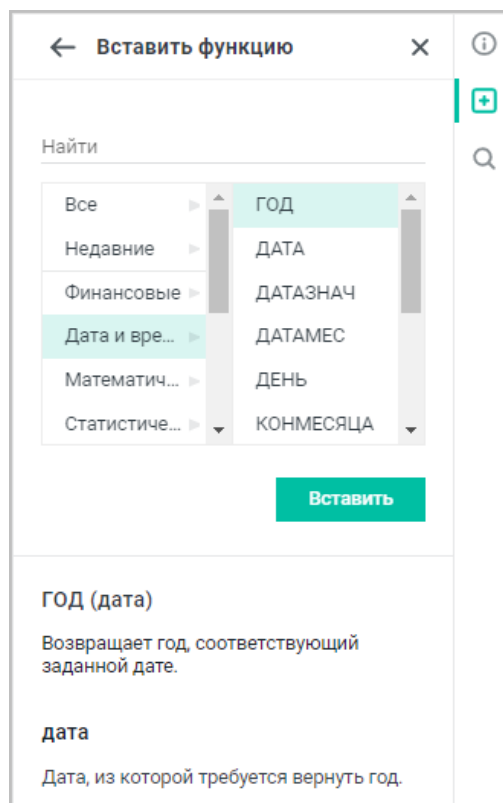 Вставить функцию
Найти
Все
Недавние
Финансовые
Дата и вре...
Математич...
Статистиче...
ГОД
ДАТА
ДАТАЗНАЧ
ДАТАМЕС
ДЕНЬ
КОНМЕСЯЦА
Вставить
ГОД (дата)
Возвращает год, соответствующий
заданной дате.
дата
Дата, из которой требуется вернуть год.